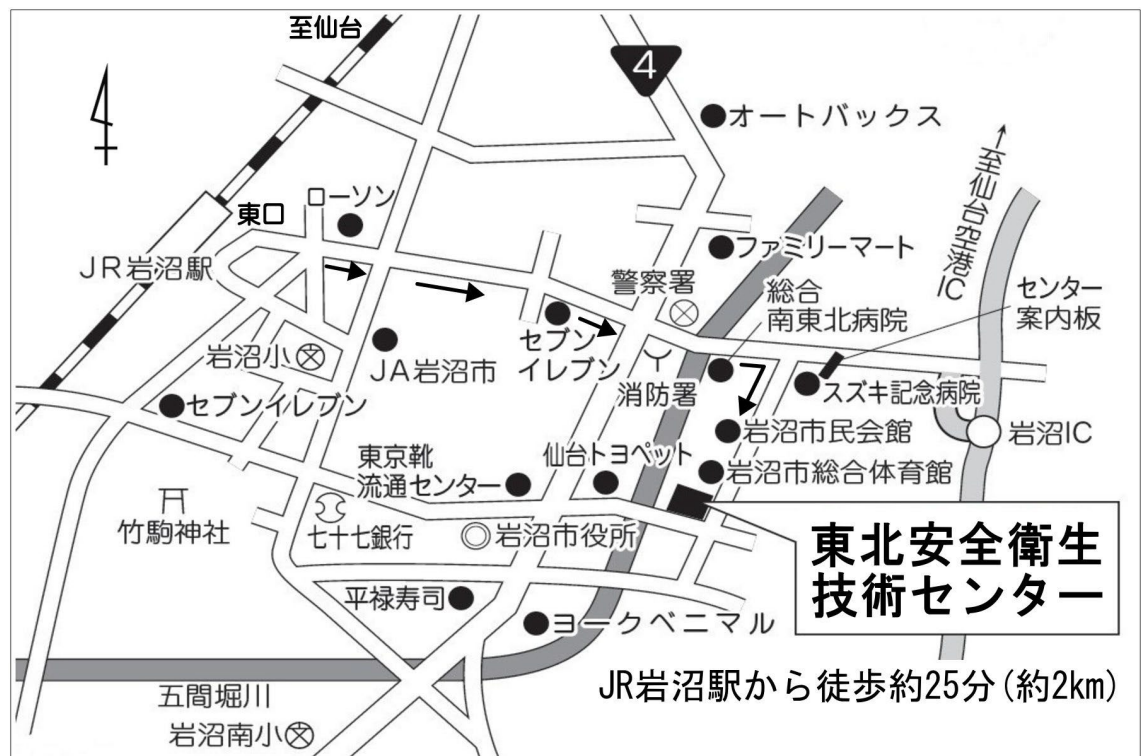 至仙台
4
オートバックス
至仙台空港IC
ローソン
東口
ファミリーマート
JR岩沼駅
警察署
総合
南東北病院
センター
案内板
セブン
イレブン
岩沼小
文
JA岩沼市
消防署
スズキ記念病院
セブンイレブン
岩沼市民会館
岩沼IC
東京靴
流通センター
仙台トヨペット
岩沼市総合体育館
竹駒神社
七十七銀行
岩沼市役所
東北安全衛生
技術センター
平禄寿司
ヨークベニマル
JR岩沼駅から徒歩約25分(約2km)
五間堀川
岩沼南小
文